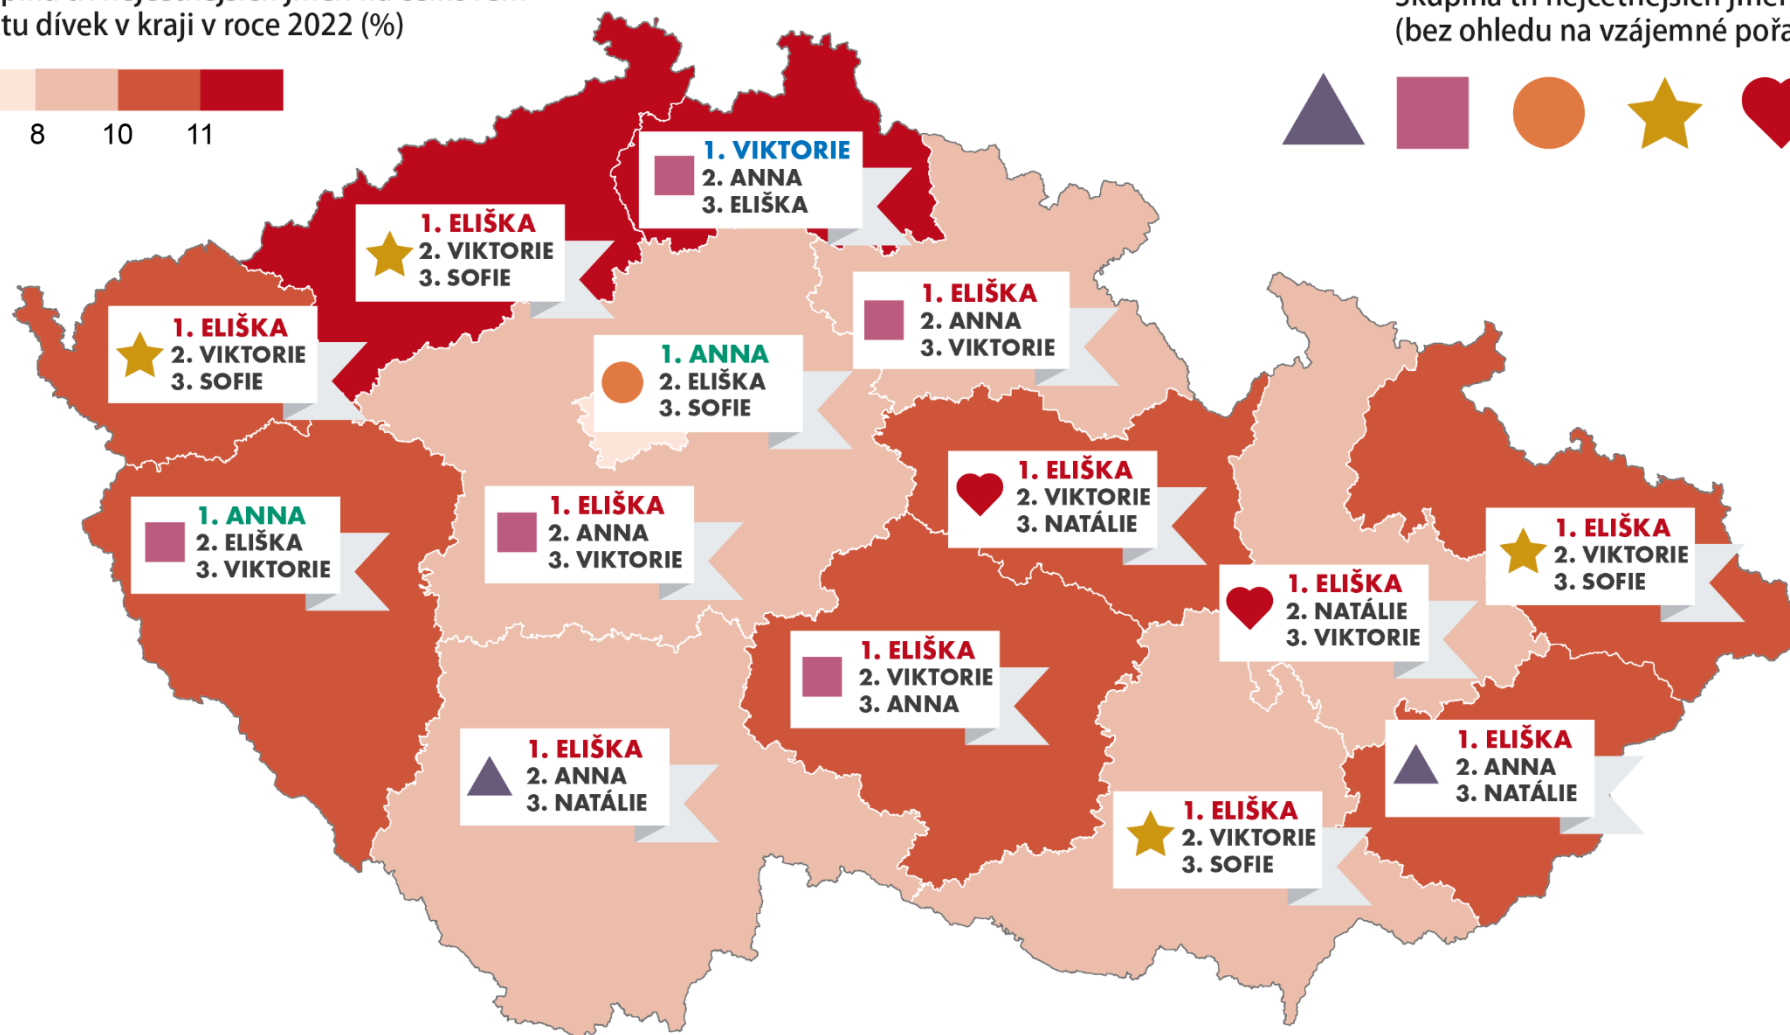 tu dívek v kraji v roce 2022 (%)
8 10 11
(bez ohledu na vzájemné
1. VIKTORIE
2. ANNA
3. ELIŠKA
1. ELIŠKA
2. VIKTORIE
3. SOFIE
1. ELIŠKA
2. ANNA
3. VIKTORIE
1. ELIŠKA
2. VIKTORIE
3. SOFIE
1. ANNA
2. ELIŠKA
3. SOFIE
1. ELIŠKA
2. VIKTORIE
3. NATÁLIE
1. ANNA
2. ELIŠKA
3. VIKTORIE
1. ELIŠKA
2. ANNA
3. VIKTORIE
1. ELIŠKA
2. VIKTORIE
3. SOFIE
1. ELIŠKA
2. NATÁLIE
3. VIKTORIE
1. ELIŠKA
2. VIKTORIE
3. ANNA
1. ELIŠKA
2. ANNA
3. NATÁLIE
1. ELIŠKA
2. ANNA
3. NATÁLIE
1. ELIŠKA
2. VIKTORIE
3. SOFIE